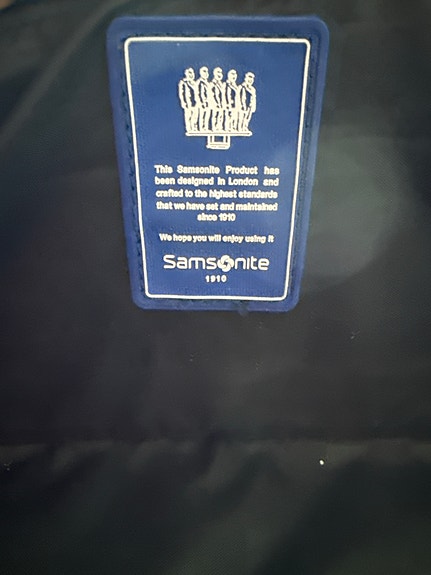 This Samsonite Product has
been designed in London and
crafted to the highest standards
that we have set and maintained
since 1910
We hope you will enjoy using it
Samsonite
1910